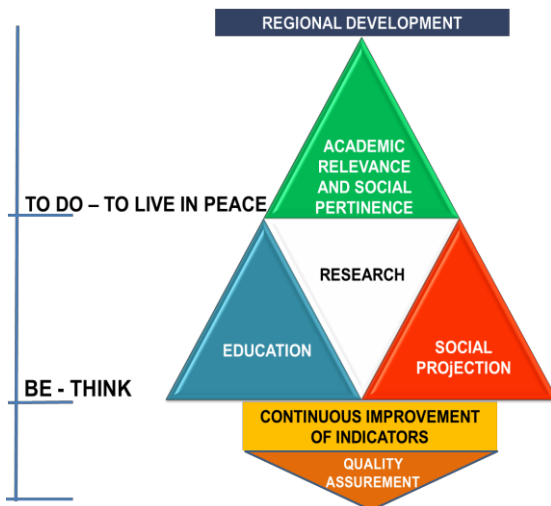 REGIONAL DEVELOPMENT
ACADEMIC
RELEVANCE
AND SOCIAL
PERTINENCE
TO DO – TO LIVE IN PEACE
RESEARCH
EDUCATION
SOCIAL
PROjECTION
BE - THINK
CONTINUOUS IMPROVEMENT
OF INDICATORS
QUALITY
ASSUREMENT